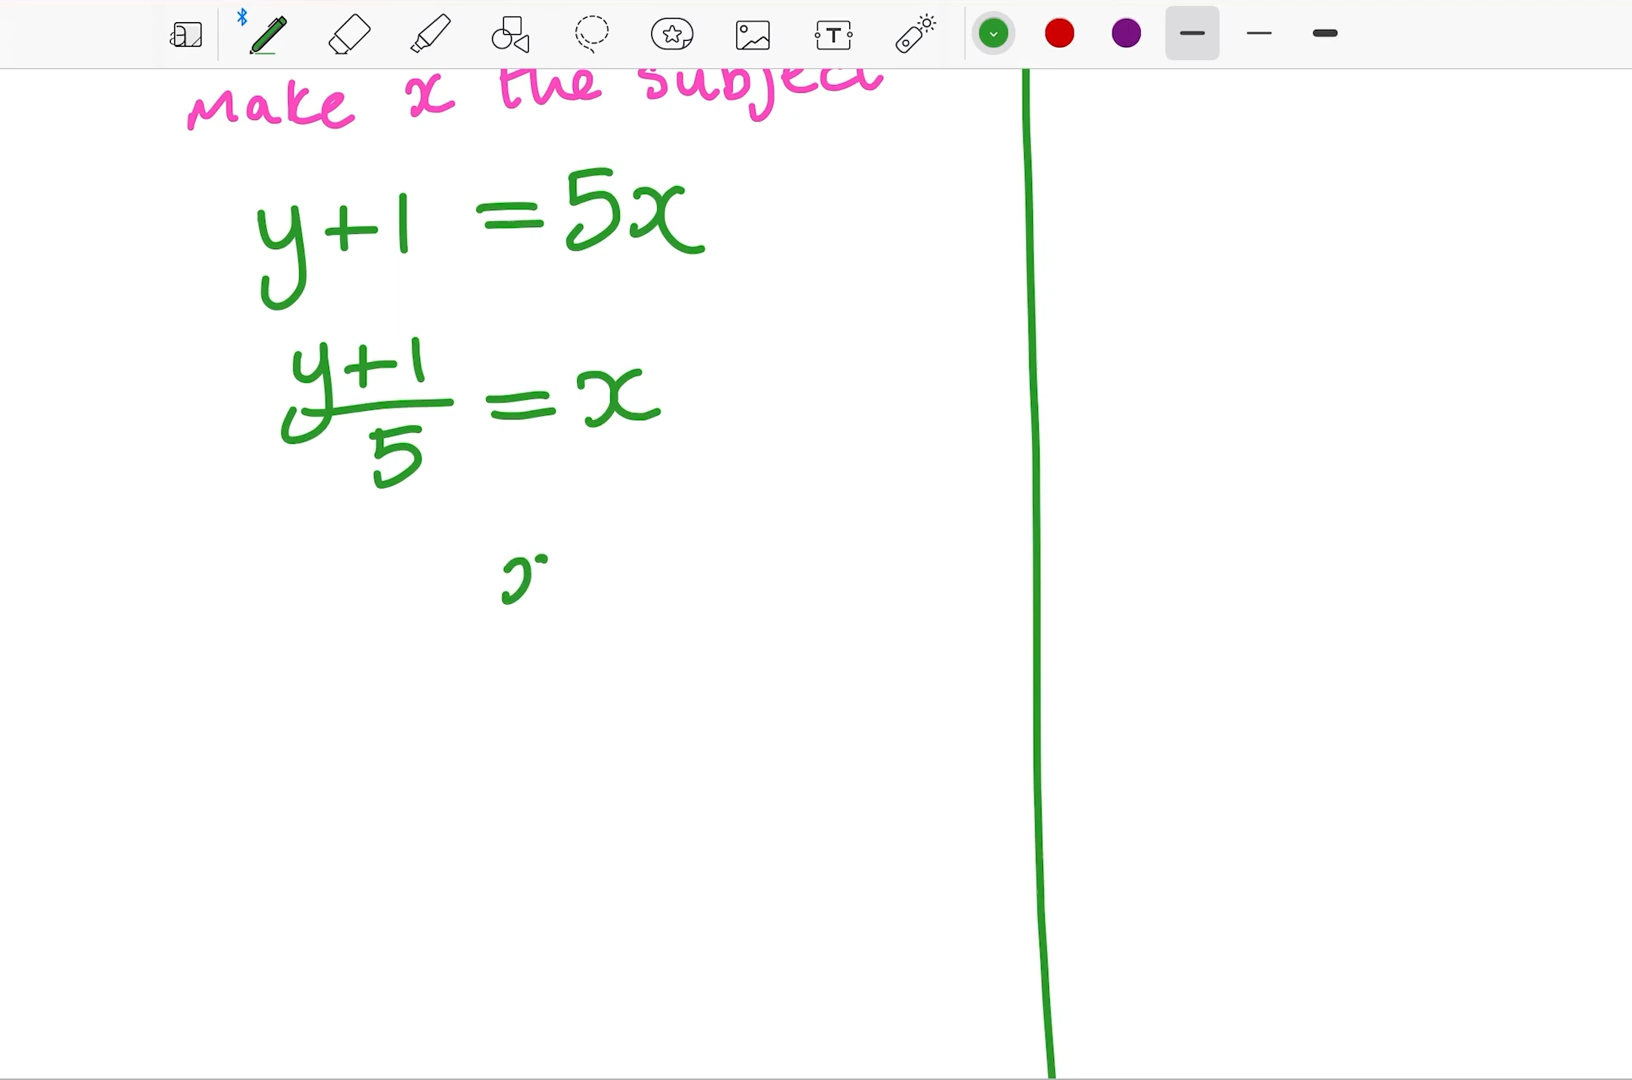 make x the subject
y+1 = 5x
y+1
5
= x
x